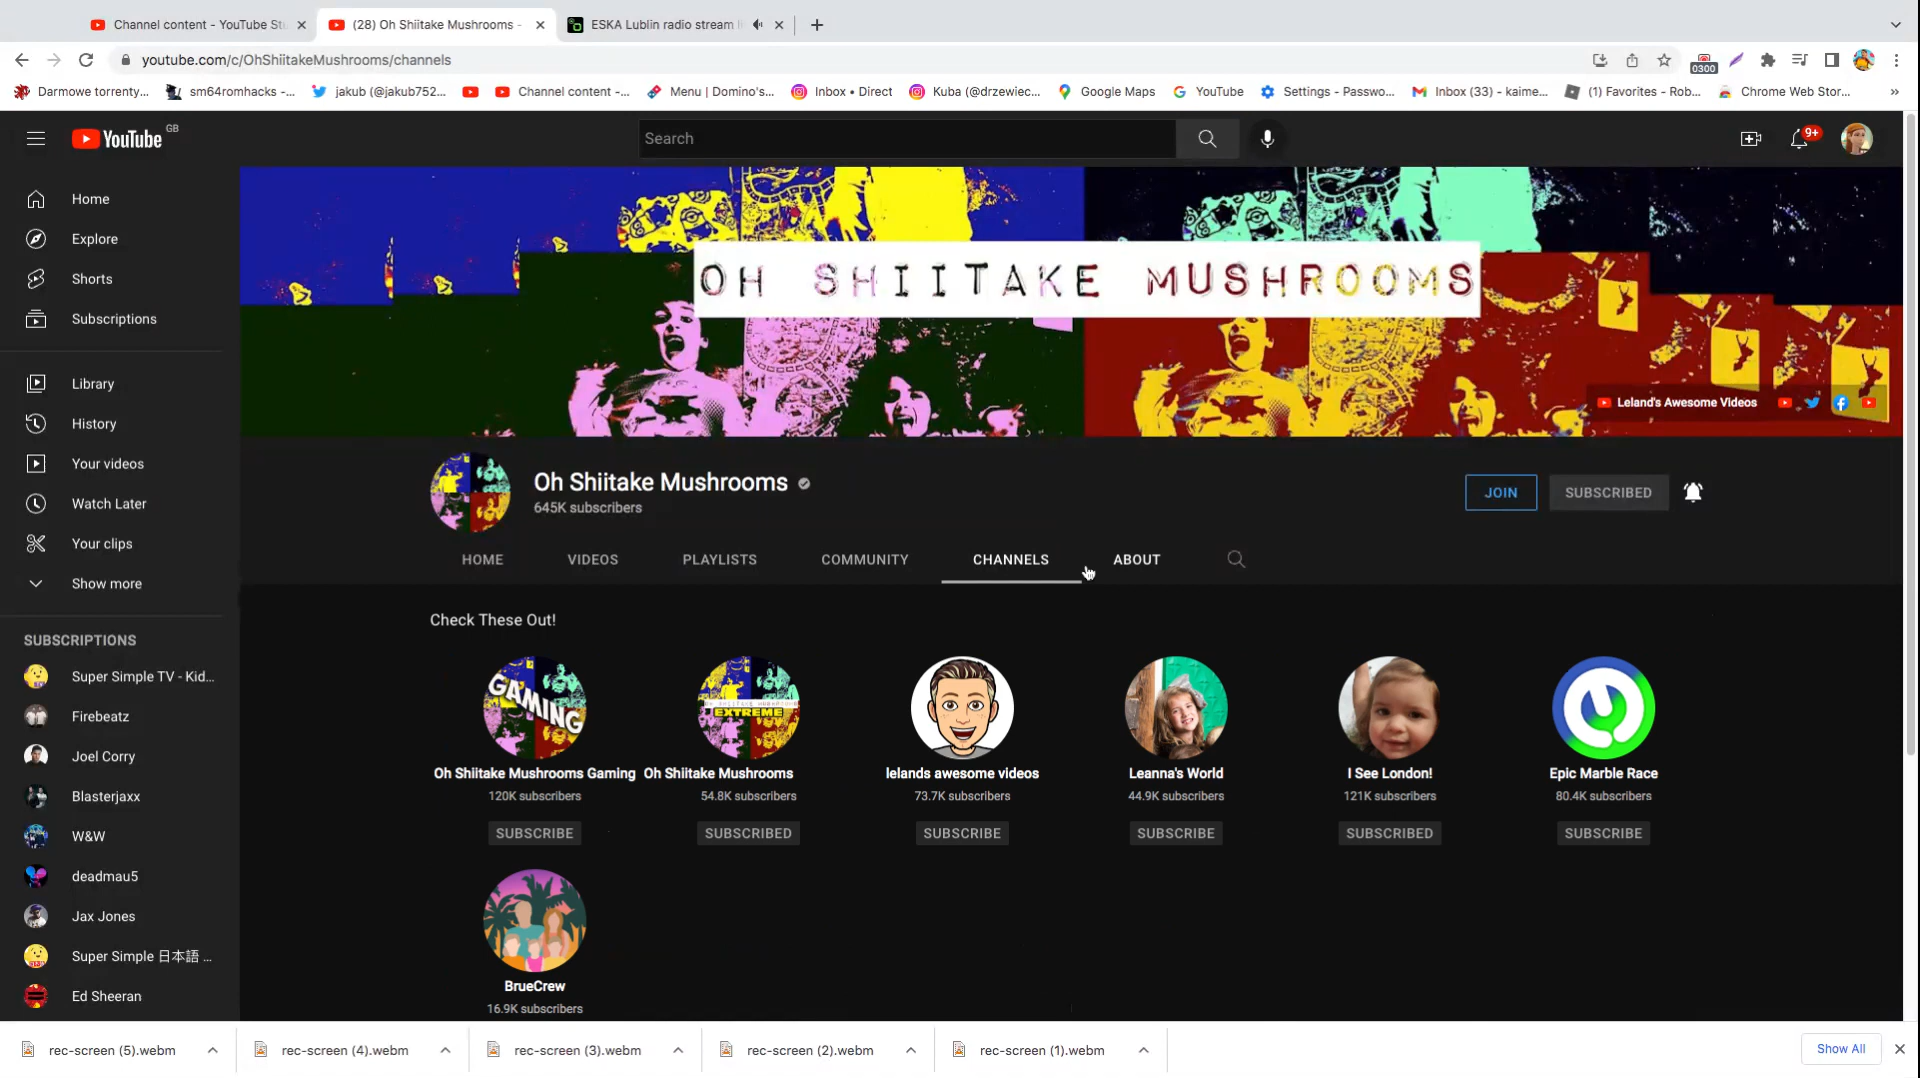 Channel content - YouTube Stu
(28) Oh Shiitake Mushrooms -
ESKA Lublin radio stream l
youtube.com/c/OhShiitakeMushrooms/channels
0300
Darmowe torrenty...
sm64romhacks -...
jakub (@jakub752...
Channel content -...
Menu | Domino's...
Inbox • Direct
Kuba (@drzewiec...
Google Maps
YouTube
Settings - Passwo...
Inbox (33) - kaime...
(1) Favorites - Rob...
Chrome Web Stor...
»
YouTube GB
Search
9+
Home
Explore
Shorts
Subscriptions
Library
History
Your videos
Watch Later
Your clips
Show more
SUBSCRIPTIONS
Super Simple TV - Kid...
Firebeatz
Joel Corry
Blasterjaxx
W&W
deadmau5
Jax Jones
Super Simple 日本語 ...
Ed Sheeran
OH SHIITAKE MUSHROOMS
Leland's Awesome Videos
Oh Shiitake Mushrooms
645K subscribers
JOIN
SUBSCRIBED
HOME
VIDEOS
PLAYLISTS
COMMUNITY
CHANNELS
ABOUT
Check These Out!
GAMING
Oh Shiitake Mushrooms Gaming
120K subscribers
SUBSCRIBE
EXTREME
Oh Shiitake Mushrooms
54.8K subscribers
SUBSCRIBED
lelands awesome videos
73.7K subscribers
SUBSCRIBE
Leanna's World
44.9K subscribers
SUBSCRIBE
I See London!
121K subscribers
SUBSCRIBED
Epic Marble Race
80.4K subscribers
SUBSCRIBE
BrueCrew
16.9K subscribers
rec-screen (5).webm
rec-screen (4).webm
rec-screen (3).webm
rec-screen (2).webm
rec-screen (1).webm
Show All